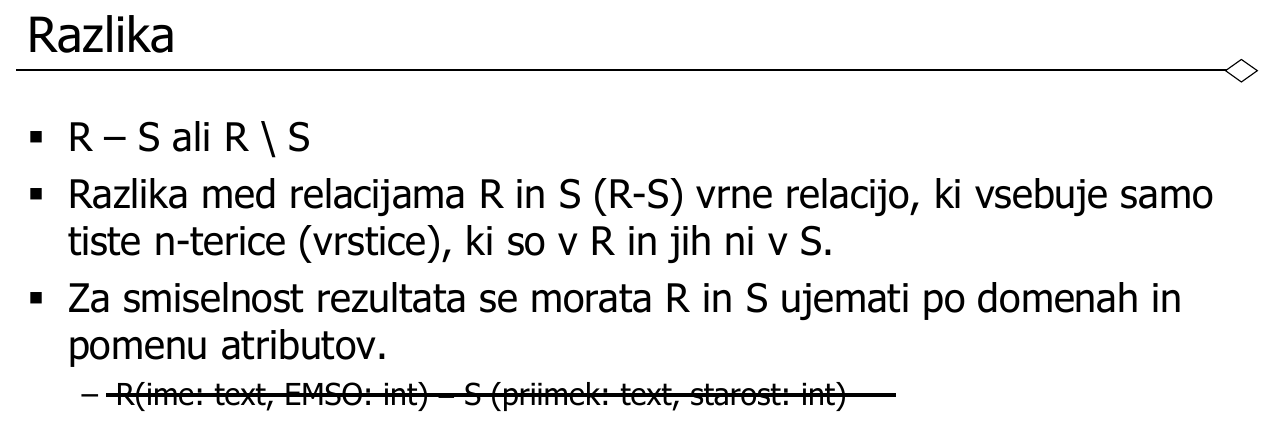 Razlika
▪ R – S ali R \ S
▪ Razlika med relacijama R in S (R-S) vrne relacijo, ki vsebuje samo
tiste n-terice (vrstice), ki so v R in jih ni v S.
▪ Za smiselnost rezultata se morata R in S ujemati po domenah in
pomenu atributov.
– R(ime: text, EMSO: int) – S (priimek: text, starost: int)